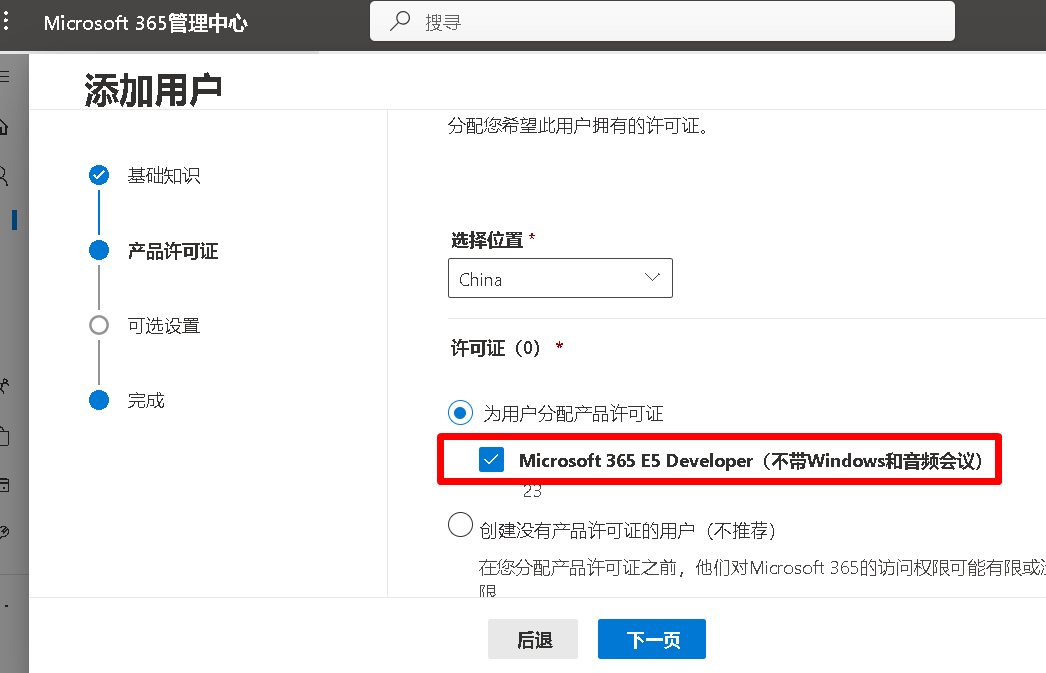 Microsoft 365管理中心
搜寻
添加用户
基础知识
产品许可证
可选设置
完成
分配您希望此用户拥有的许可证。
选择位置 *
China
许可证（0） *
为用户分配产品许可证
Microsoft 365 E5 Developer（不带Windows和音频会议）
23
创建没有产品许可证的用户（不推荐）
在您分配产品许可证之前，他们对Microsoft 365的访问权限可能有限或没
限
后退
下一页